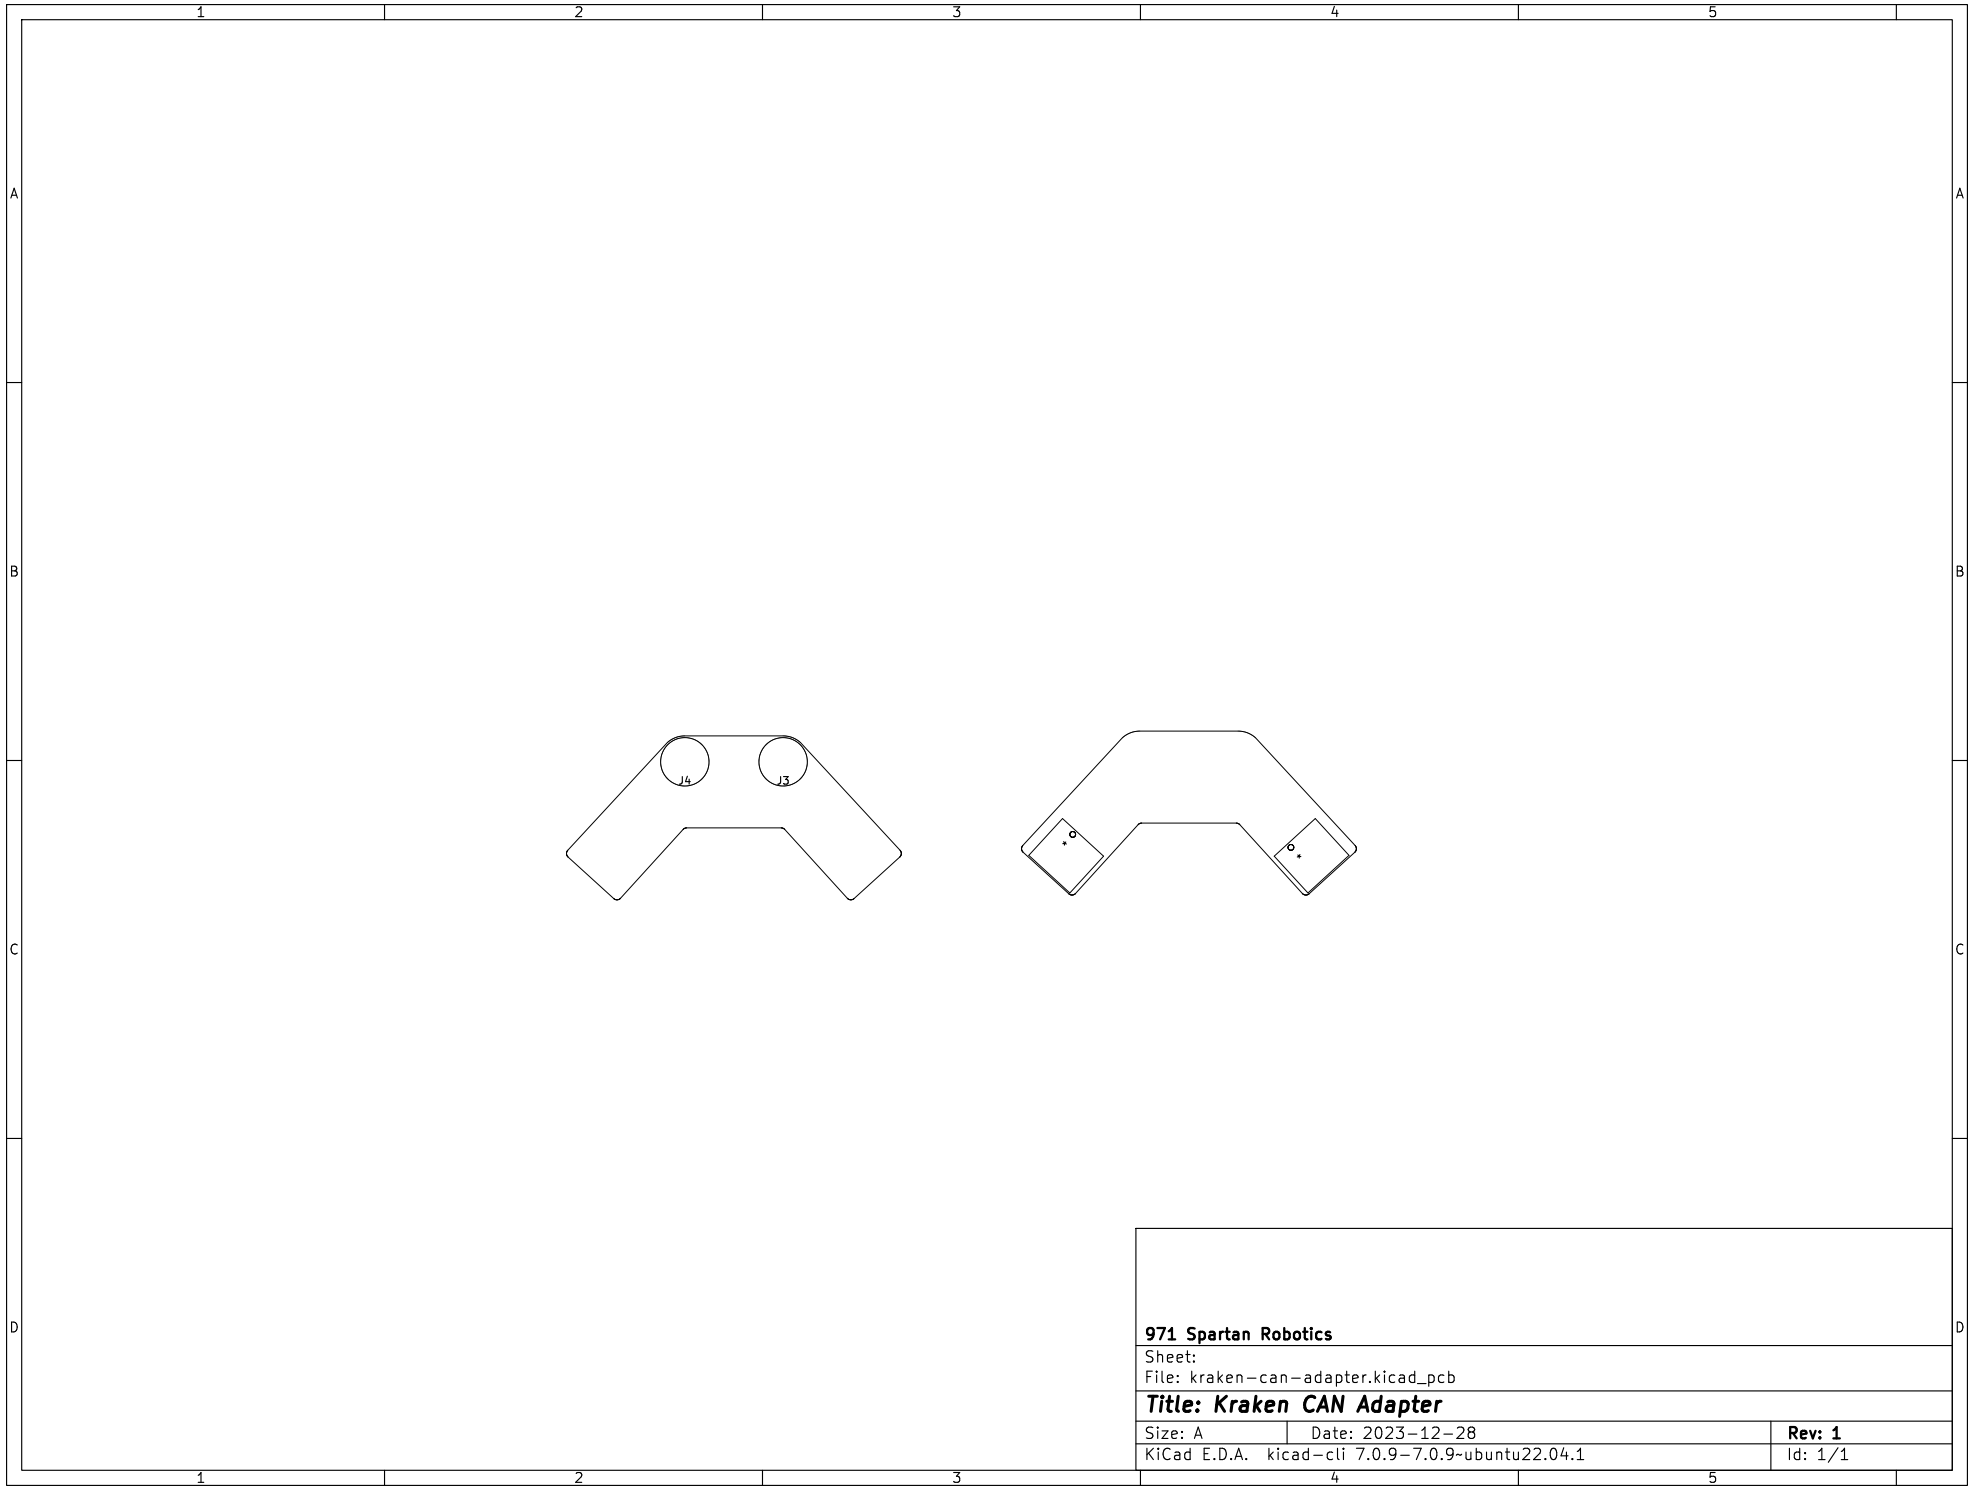 1 2 3 4 5
A A
B B
J4 J3
* *
C C
D D
971 Spartan Robotics
Sheet:
File: kraken-can-adapter.kicad_pcb
Title: Kraken CAN Adapter
Size: A Date: 2023-12-28 Rev: 1
KiCad E.D.A. kicad-cli 7.0.9-7.0.9~ubuntu22.04.1 Id: 1/1
1 2 3 4 5